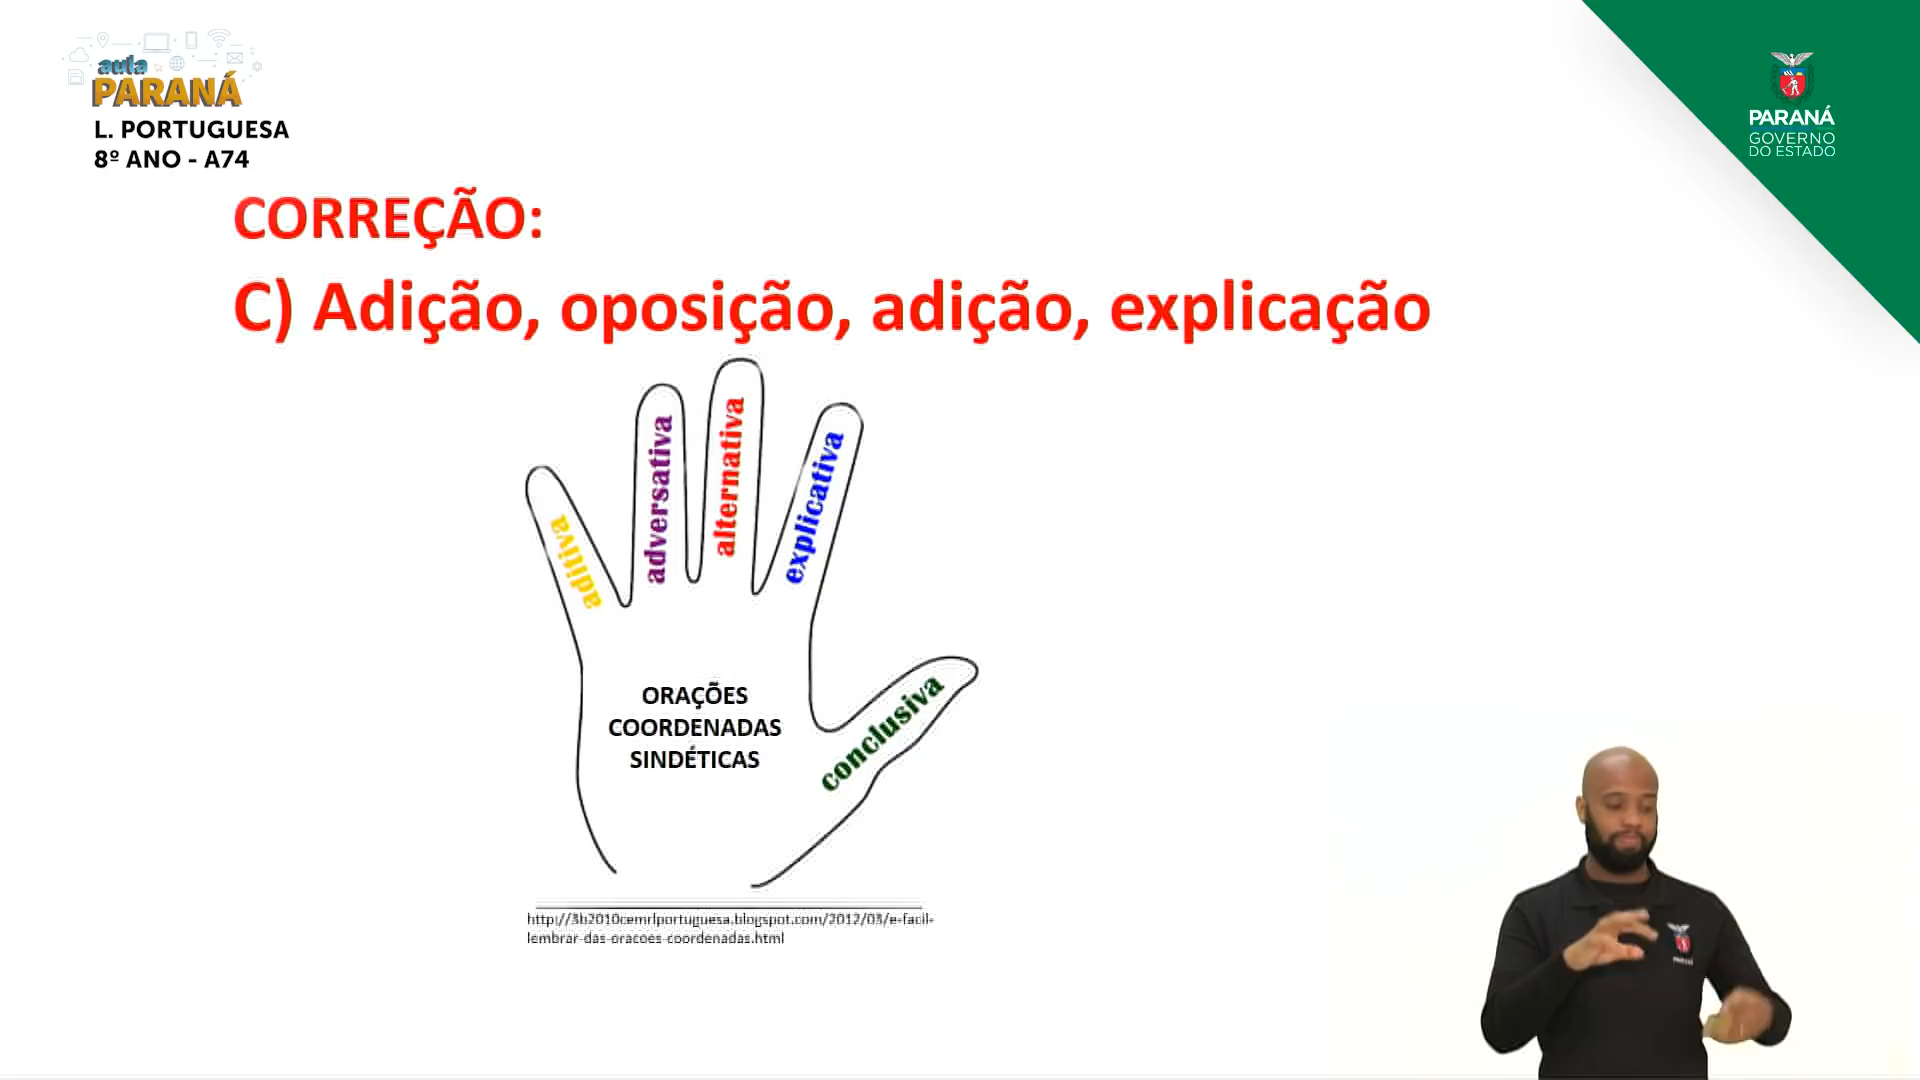 aula
PARANÁ
L. PORTUGUESA
8º ANO - A74
PARANÁ
GOVERNO
DO ESTADO
CORREÇÃO:
C) Adição, oposição, adição, explicação
aditiva
adversativa
alternativa
explicativa
conclusiva
ORAÇÕES
COORDENADAS
SINDÉTICAS
http://3b2010cemrlportuguesa.blogspot.com/2012/03/e-facil-
lembrar-das-oracoes-coordenadas.html